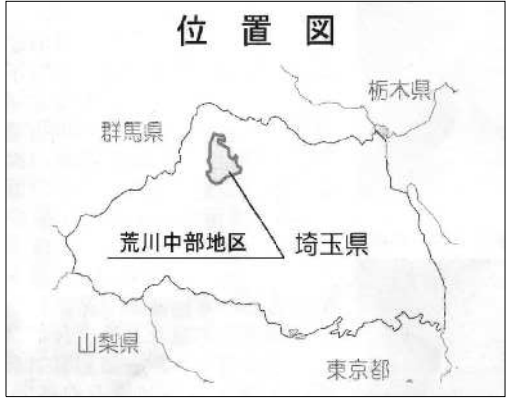 位置図
栃木県
群馬県
荒川中部地区
埼玉県
山梨県
東京都